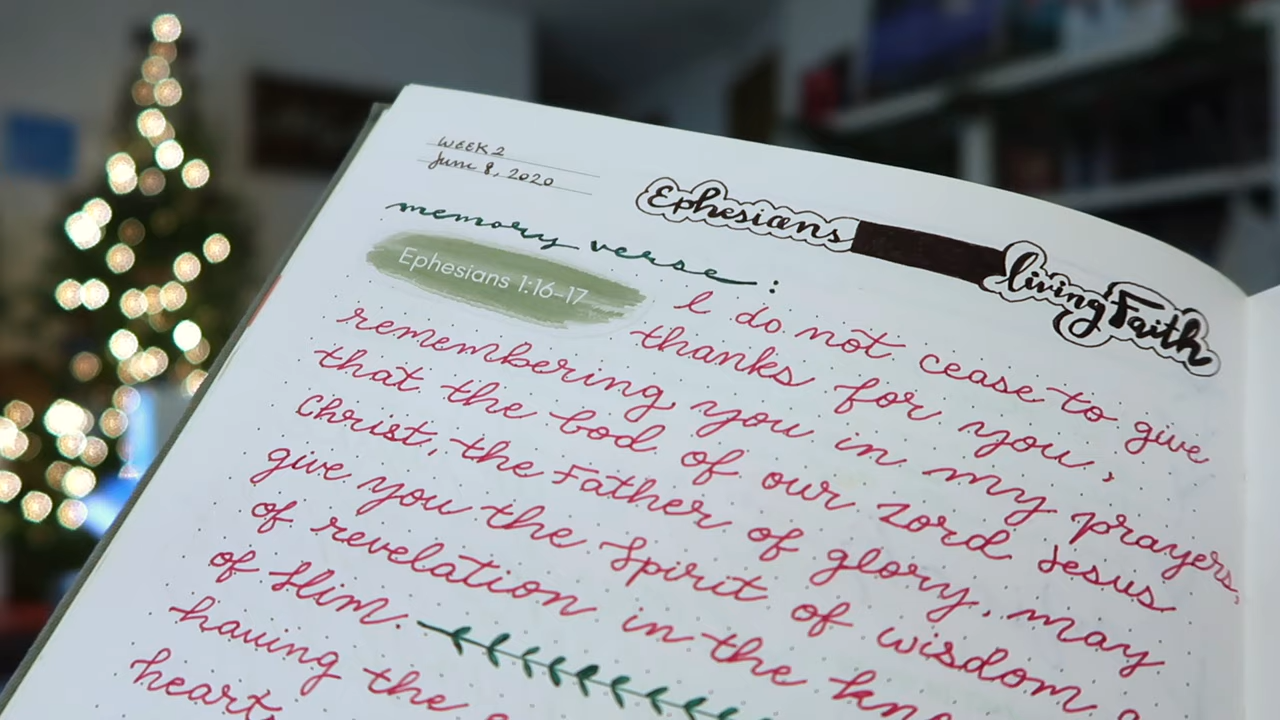 WEEK 2
June 8, 2020
Ephesians living Faith
memory verse :
Ephesians 1:16-17
I do not cease to give
thanks for you,
remembering you in my prayers,
that the God of our Lord Jesus
Christ, the Father of glory, may
give you the Spirit of wisdom
of revelation in the
of Him.
having the
hearts